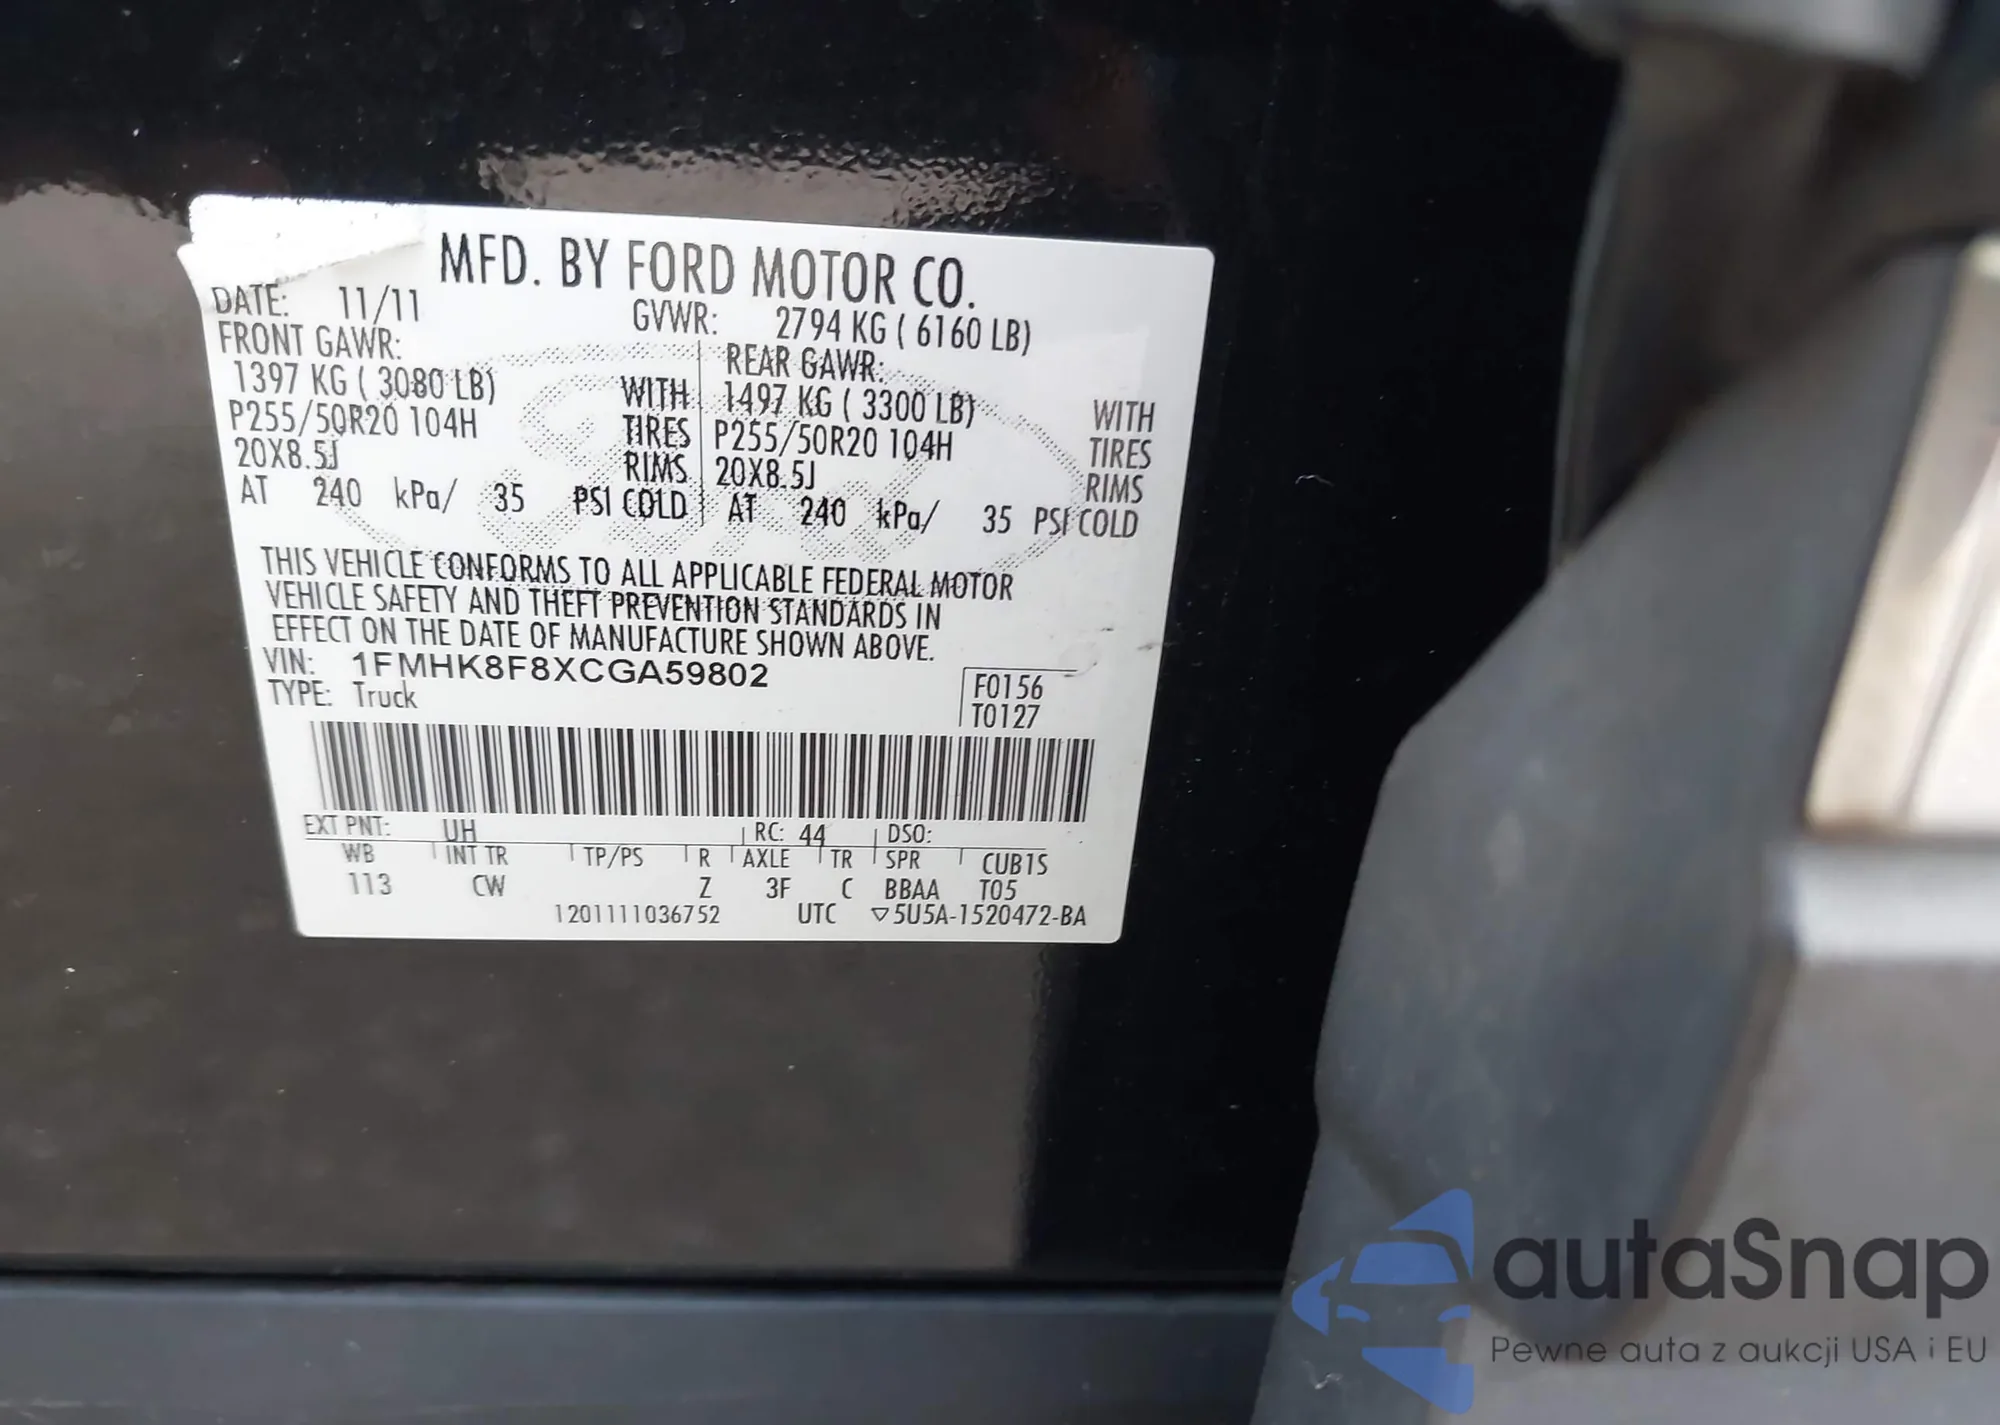 MFD. BY FORD MOTOR CO.
DATE: 11/11 GVWR: 2794 KG ( 6160 LB)
FRONT GAWR: REAR GAWR:
1397 KG ( 3080 LB) WITH 1497 KG ( 3300 LB) WITH
P255/50R20 104H TIRES P255/50R20 104H TIRES
20X8.5J RIMS 20X8.5J RIMS
AT 240 kPa/ 35 PSI COLD AT 240 kPa/ 35 PSI COLD
THIS VEHICLE CONFORMS TO ALL APPLICABLE FEDERAL MOTOR
VEHICLE SAFETY AND THEFT PREVENTION STANDARDS IN
EFFECT ON THE DATE OF MANUFACTURE SHOWN ABOVE.
VIN: 1FMHK8F8XCGA59802
TYPE: Truck
F0156
T0127
EXT PNT: UH RC: 44 DSO:
WB INT TR TP/PS R AXLE TR SPR CUB1S
113 CW Z 3F C BBAA T05
1201111036752 UTC ▽5U5A-1520472-BA
autaSnap
Pewne auta z aukcji USA i EU